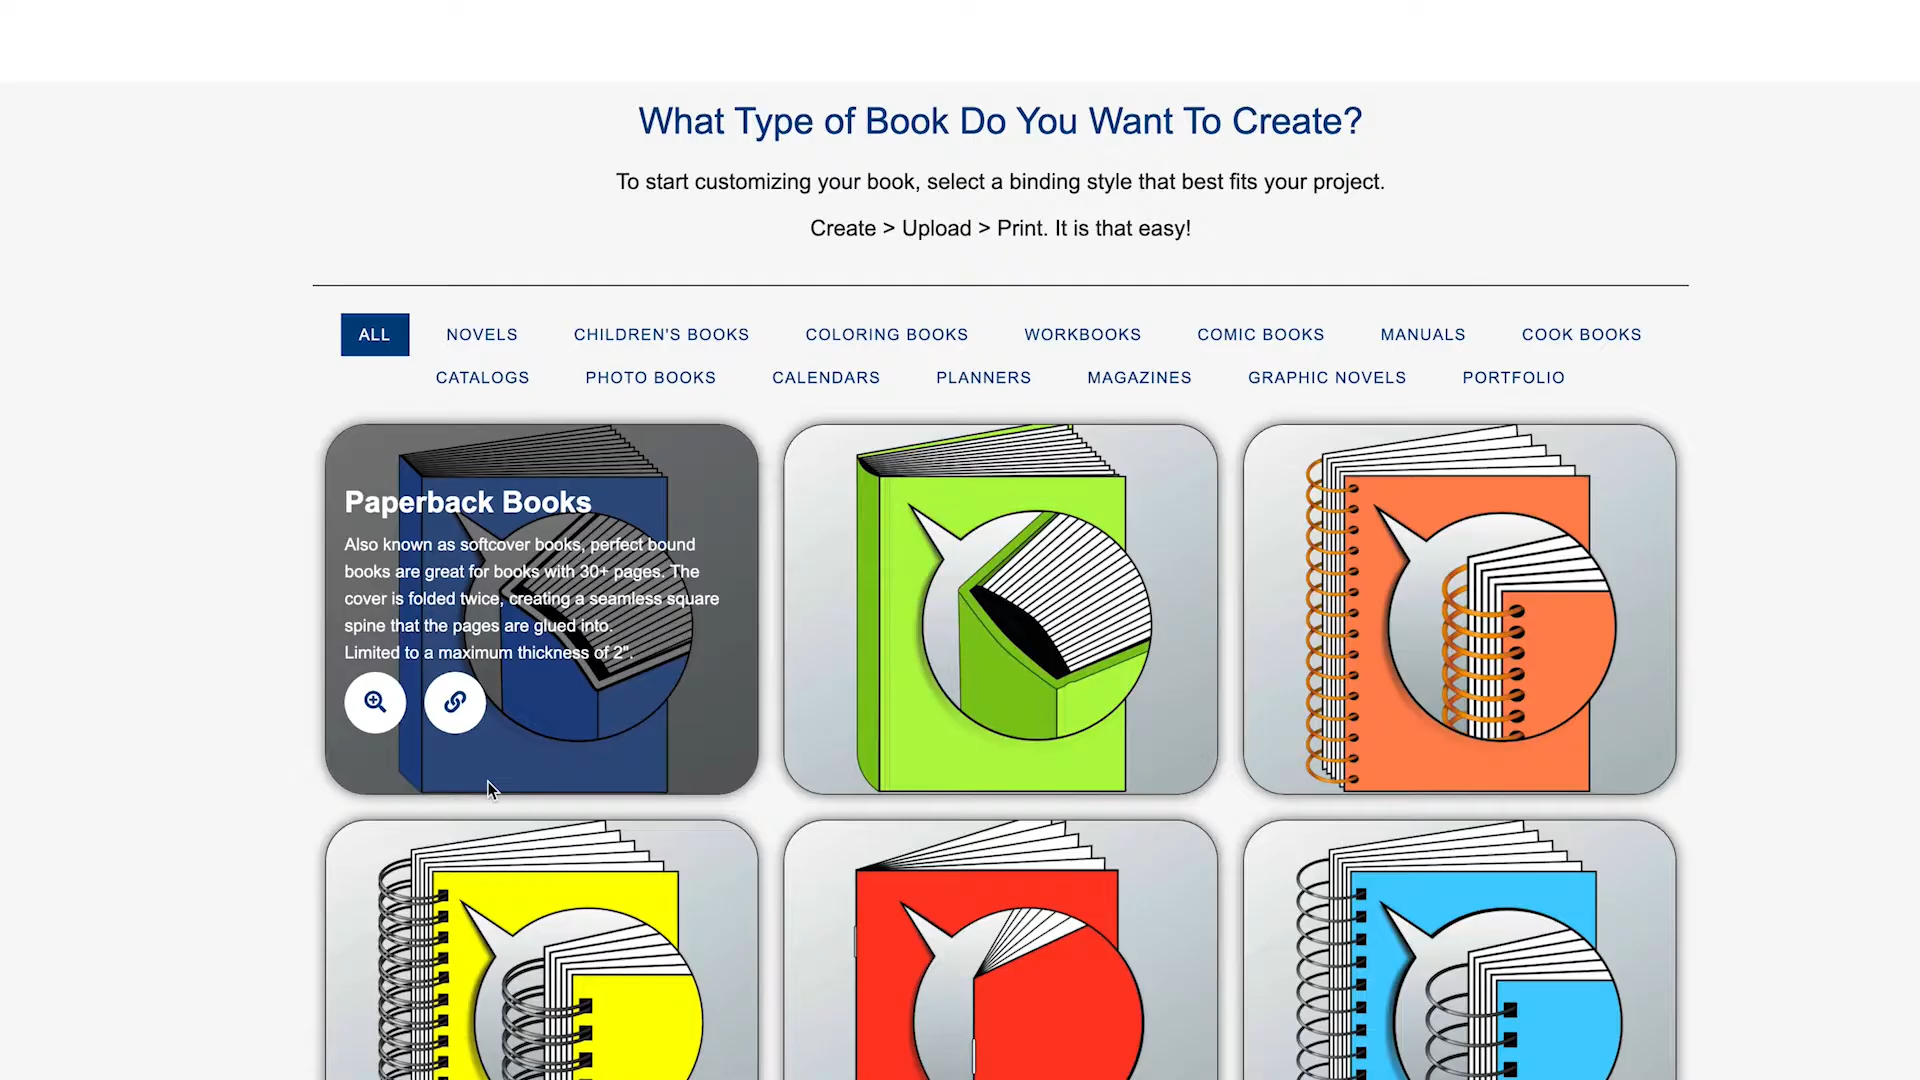 What Type of Book Do You Want To Create?
To start customizing your book, select a binding style that best fits your project.
Create > Upload > Print. It is that easy!
ALL NOVELS CHILDREN'S BOOKS COLORING BOOKS WORKBOOKS COMIC BOOKS MANUALS COOK BOOKS
CATALOGS PHOTO BOOKS CALENDARS PLANNERS MAGAZINES GRAPHIC NOVELS PORTFOLIO
Paperback Books
Also known as softcover books, perfect bound
books are great for books with 30+ pages. The
cover is folded twice, creating a seamless square
spine that the pages are glued into.
Limited to a maximum thickness of 2".